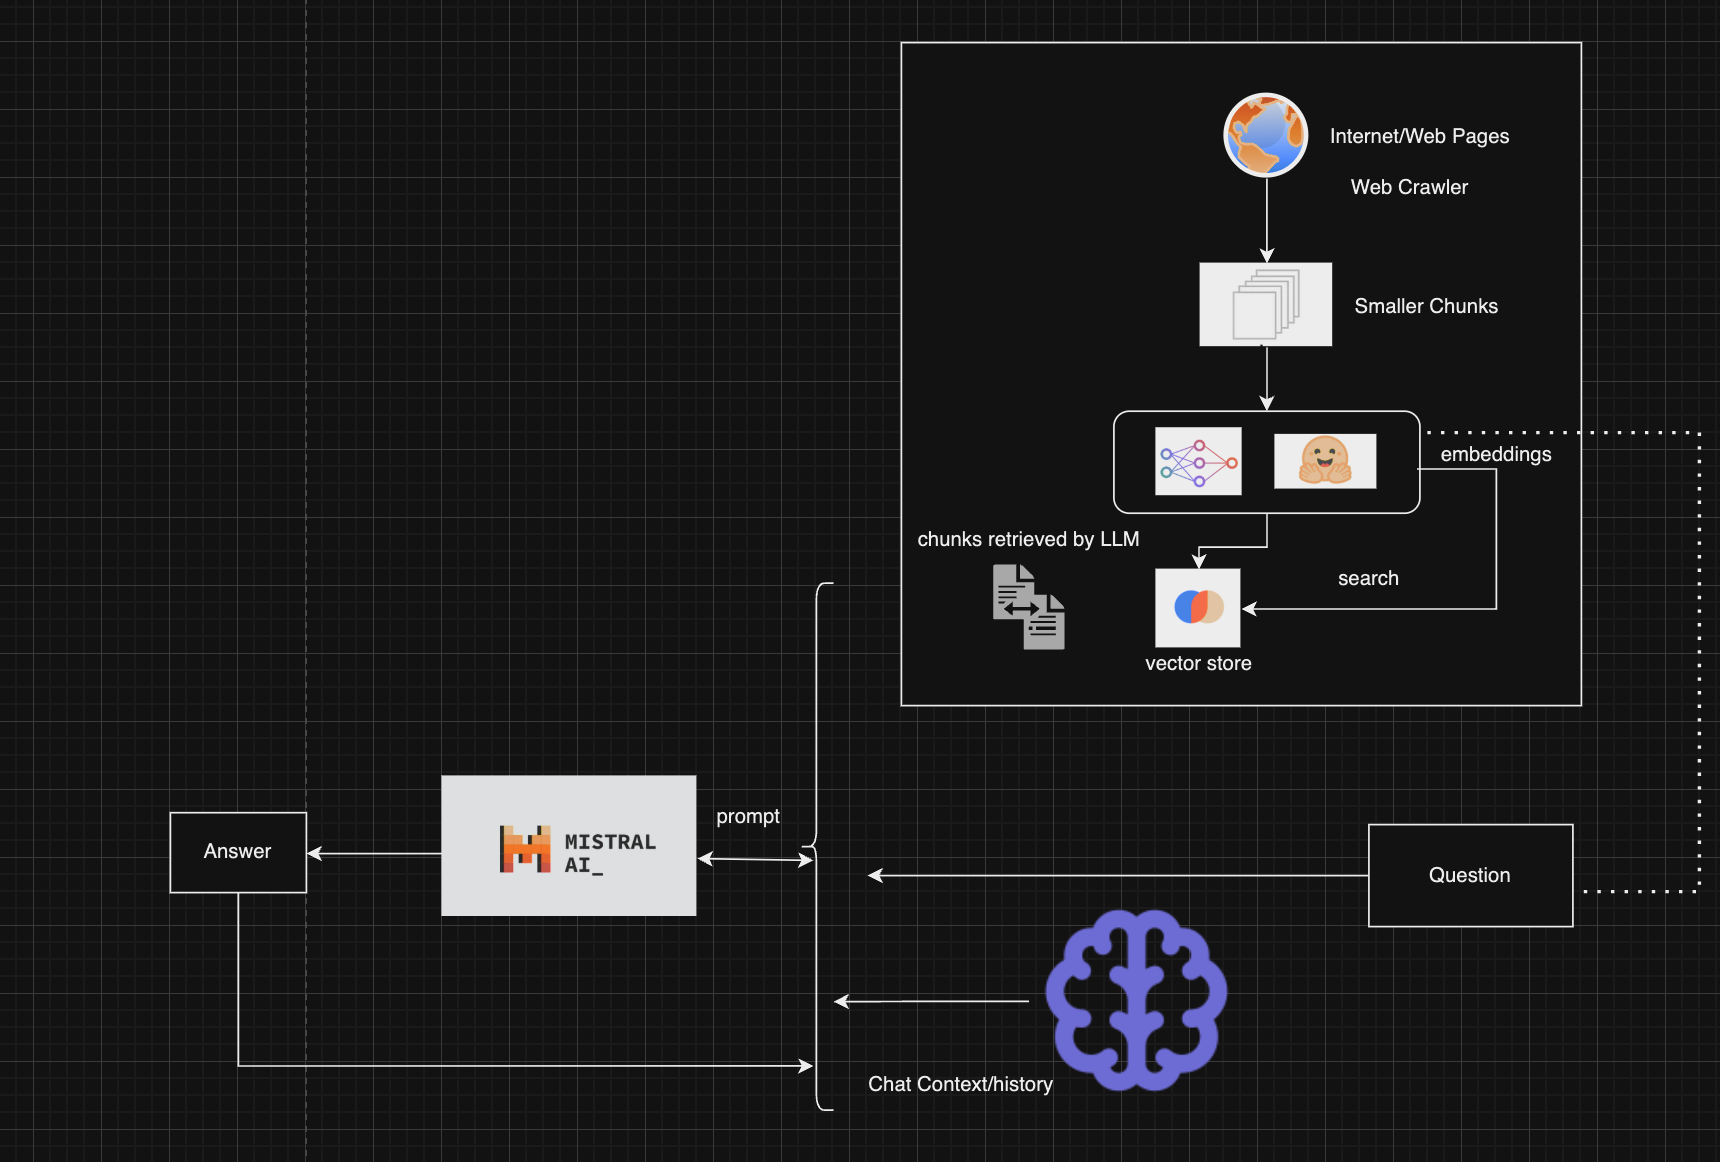 Internet/Web Pages
Web Crawler
Smaller Chunks
embeddings
chunks retrieved by LLM
search
vector store
prompt
MISTRAL
AI_
Answer
Question
Chat Context/history